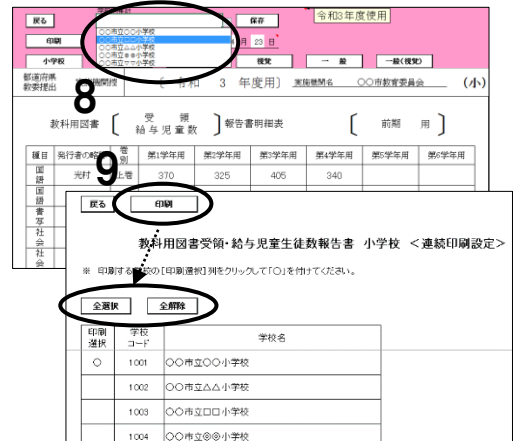 戻る
保存
令和3年度使用
○○市立○○小学校
○○市立□□小学校
○○市立△△小学校
○○市立◎◎小学校
○○市立▽▽小学校
印刷
月 23 日
小学校
視覚
一 般
一般(視覚)
都道府県
教委提出
〔 令和 3 年度用〕
実施機関名 ○○市教育委員会
(小)
8
教科用図書 〔 受 領 給与児童数 〕報告書明細表 〔 前期 用 〕
種目 発行者の略称 巻別 第1学年用 第2学年用 第3学年用 第4学年用 第5学年用 第6学年用
国語 光村 上巻 370 325 405 340
国語
書写
社会
社会
9
戻る
印刷
教科用図書受領・給与児童生徒数報告書 小学校 <連続印刷設定>
※ 印刷する学校の[印刷選択]列をクリックして「○」を付けてください。
全選択
全解除
印刷選択 学校コード 学校名
○ 1001 ○○市立○○小学校
1002 ○○市立△△小学校
1003 ○○市立□□小学校
1004 ○○市立◎◎小学校